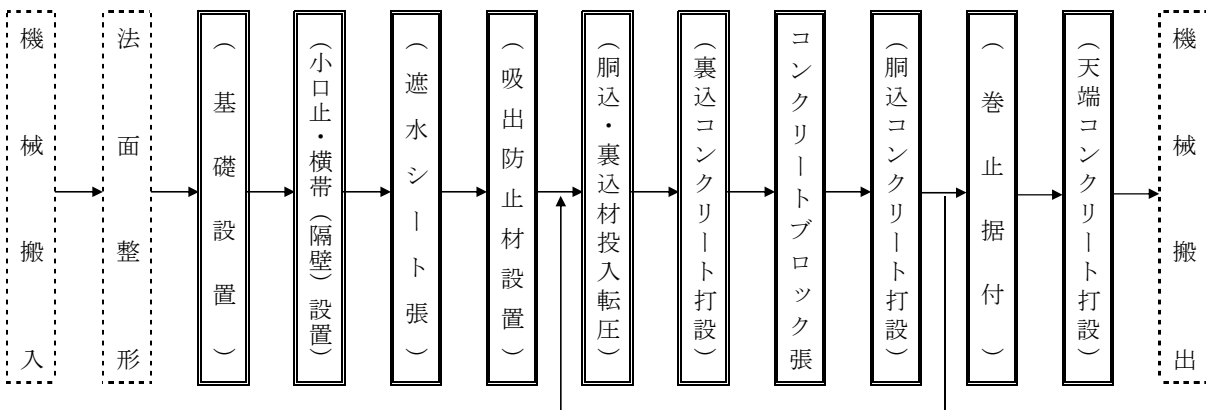 機械搬入
法面整形
（基礎設置）
（小口止・横帯（隔壁）設置）
（遮水シート張）
（吸出防止材設置）
（胴込・裏込材投入転圧）
（裏込コンクリート打設）
コンクリートブロック張
（胴込コンクリート打設）
（巻止据付）
（天端コンクリート打設）
機械搬出